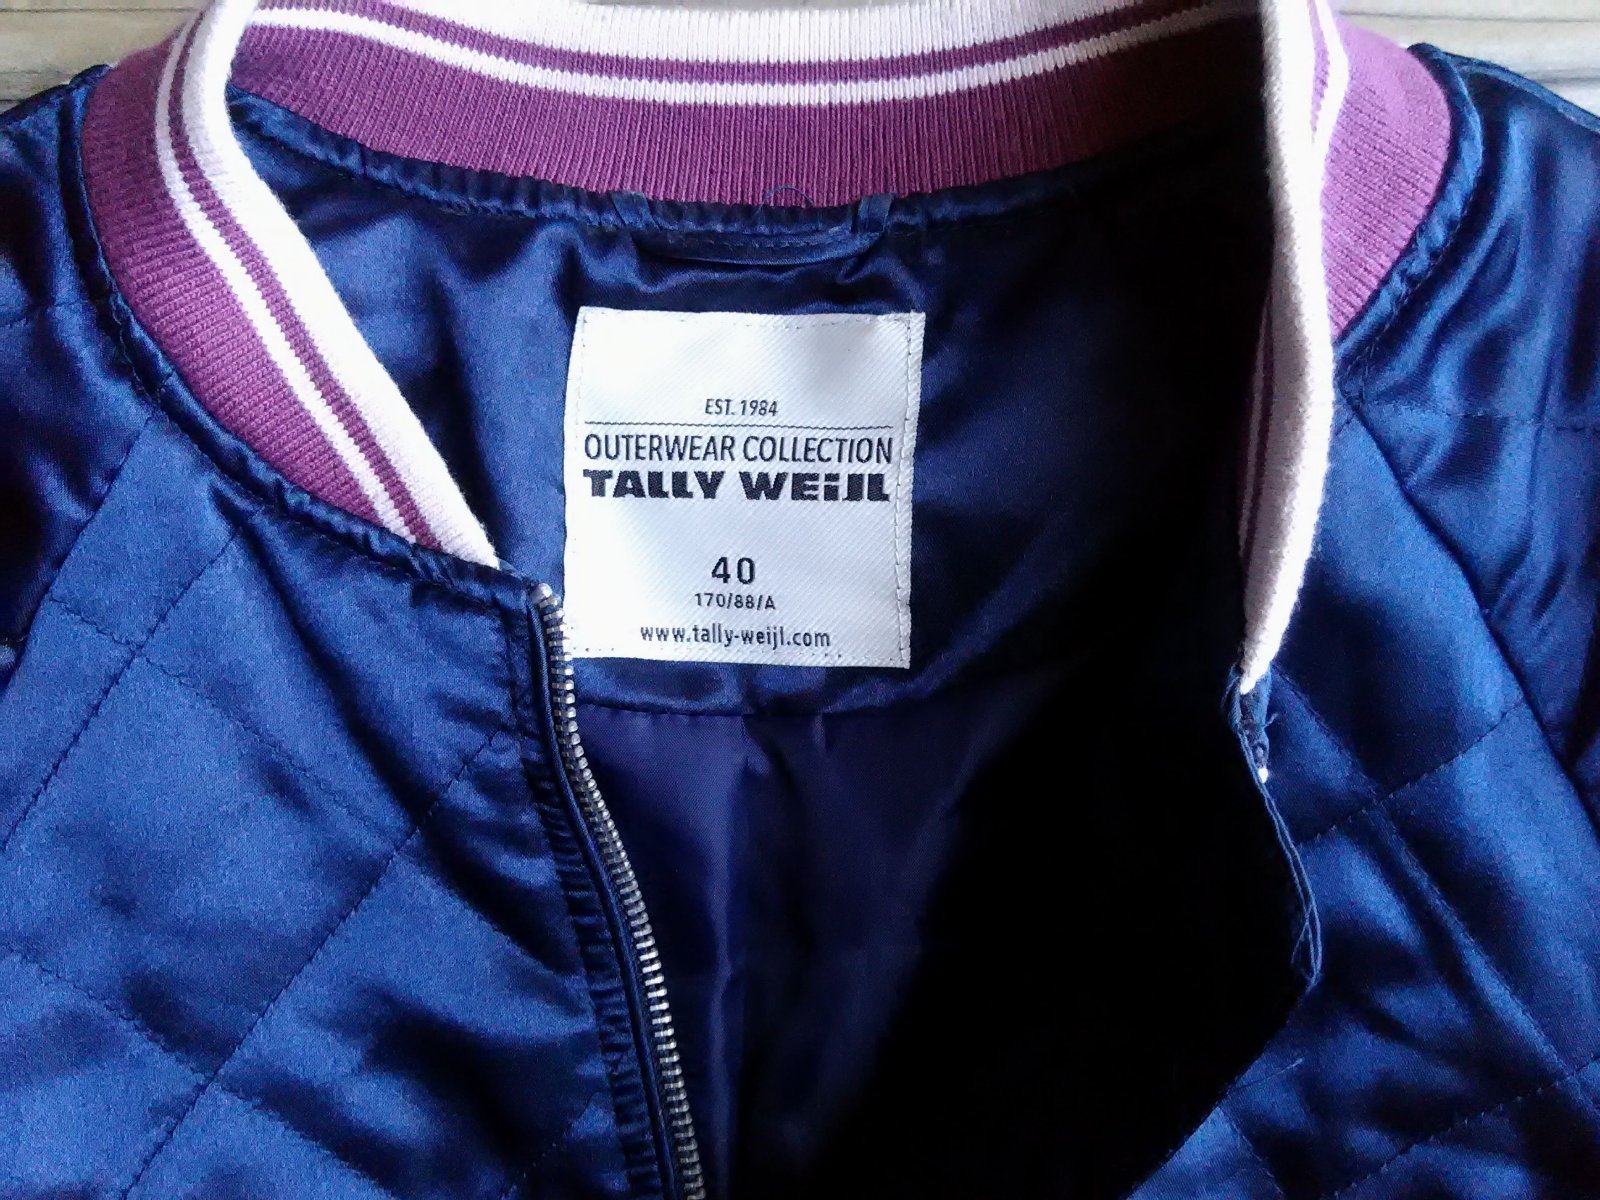 EST. 1984
OUTERWEAR COLLECTION
TALLY WEiJL
40
170/88/A
www.tally-weijl.com